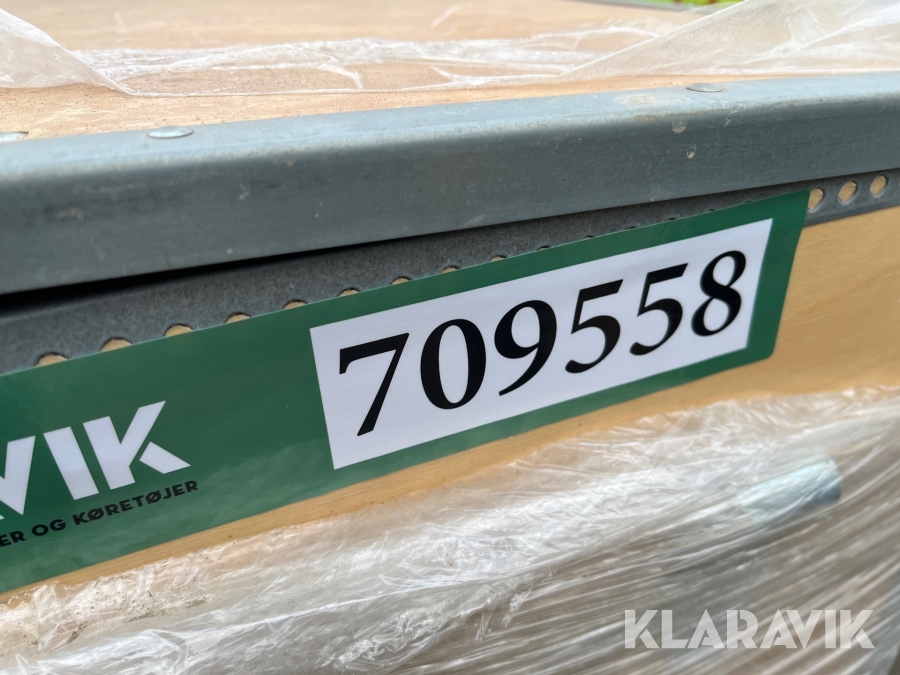 709558
VIK
ER OG KØRETØJER
KLARAVIK